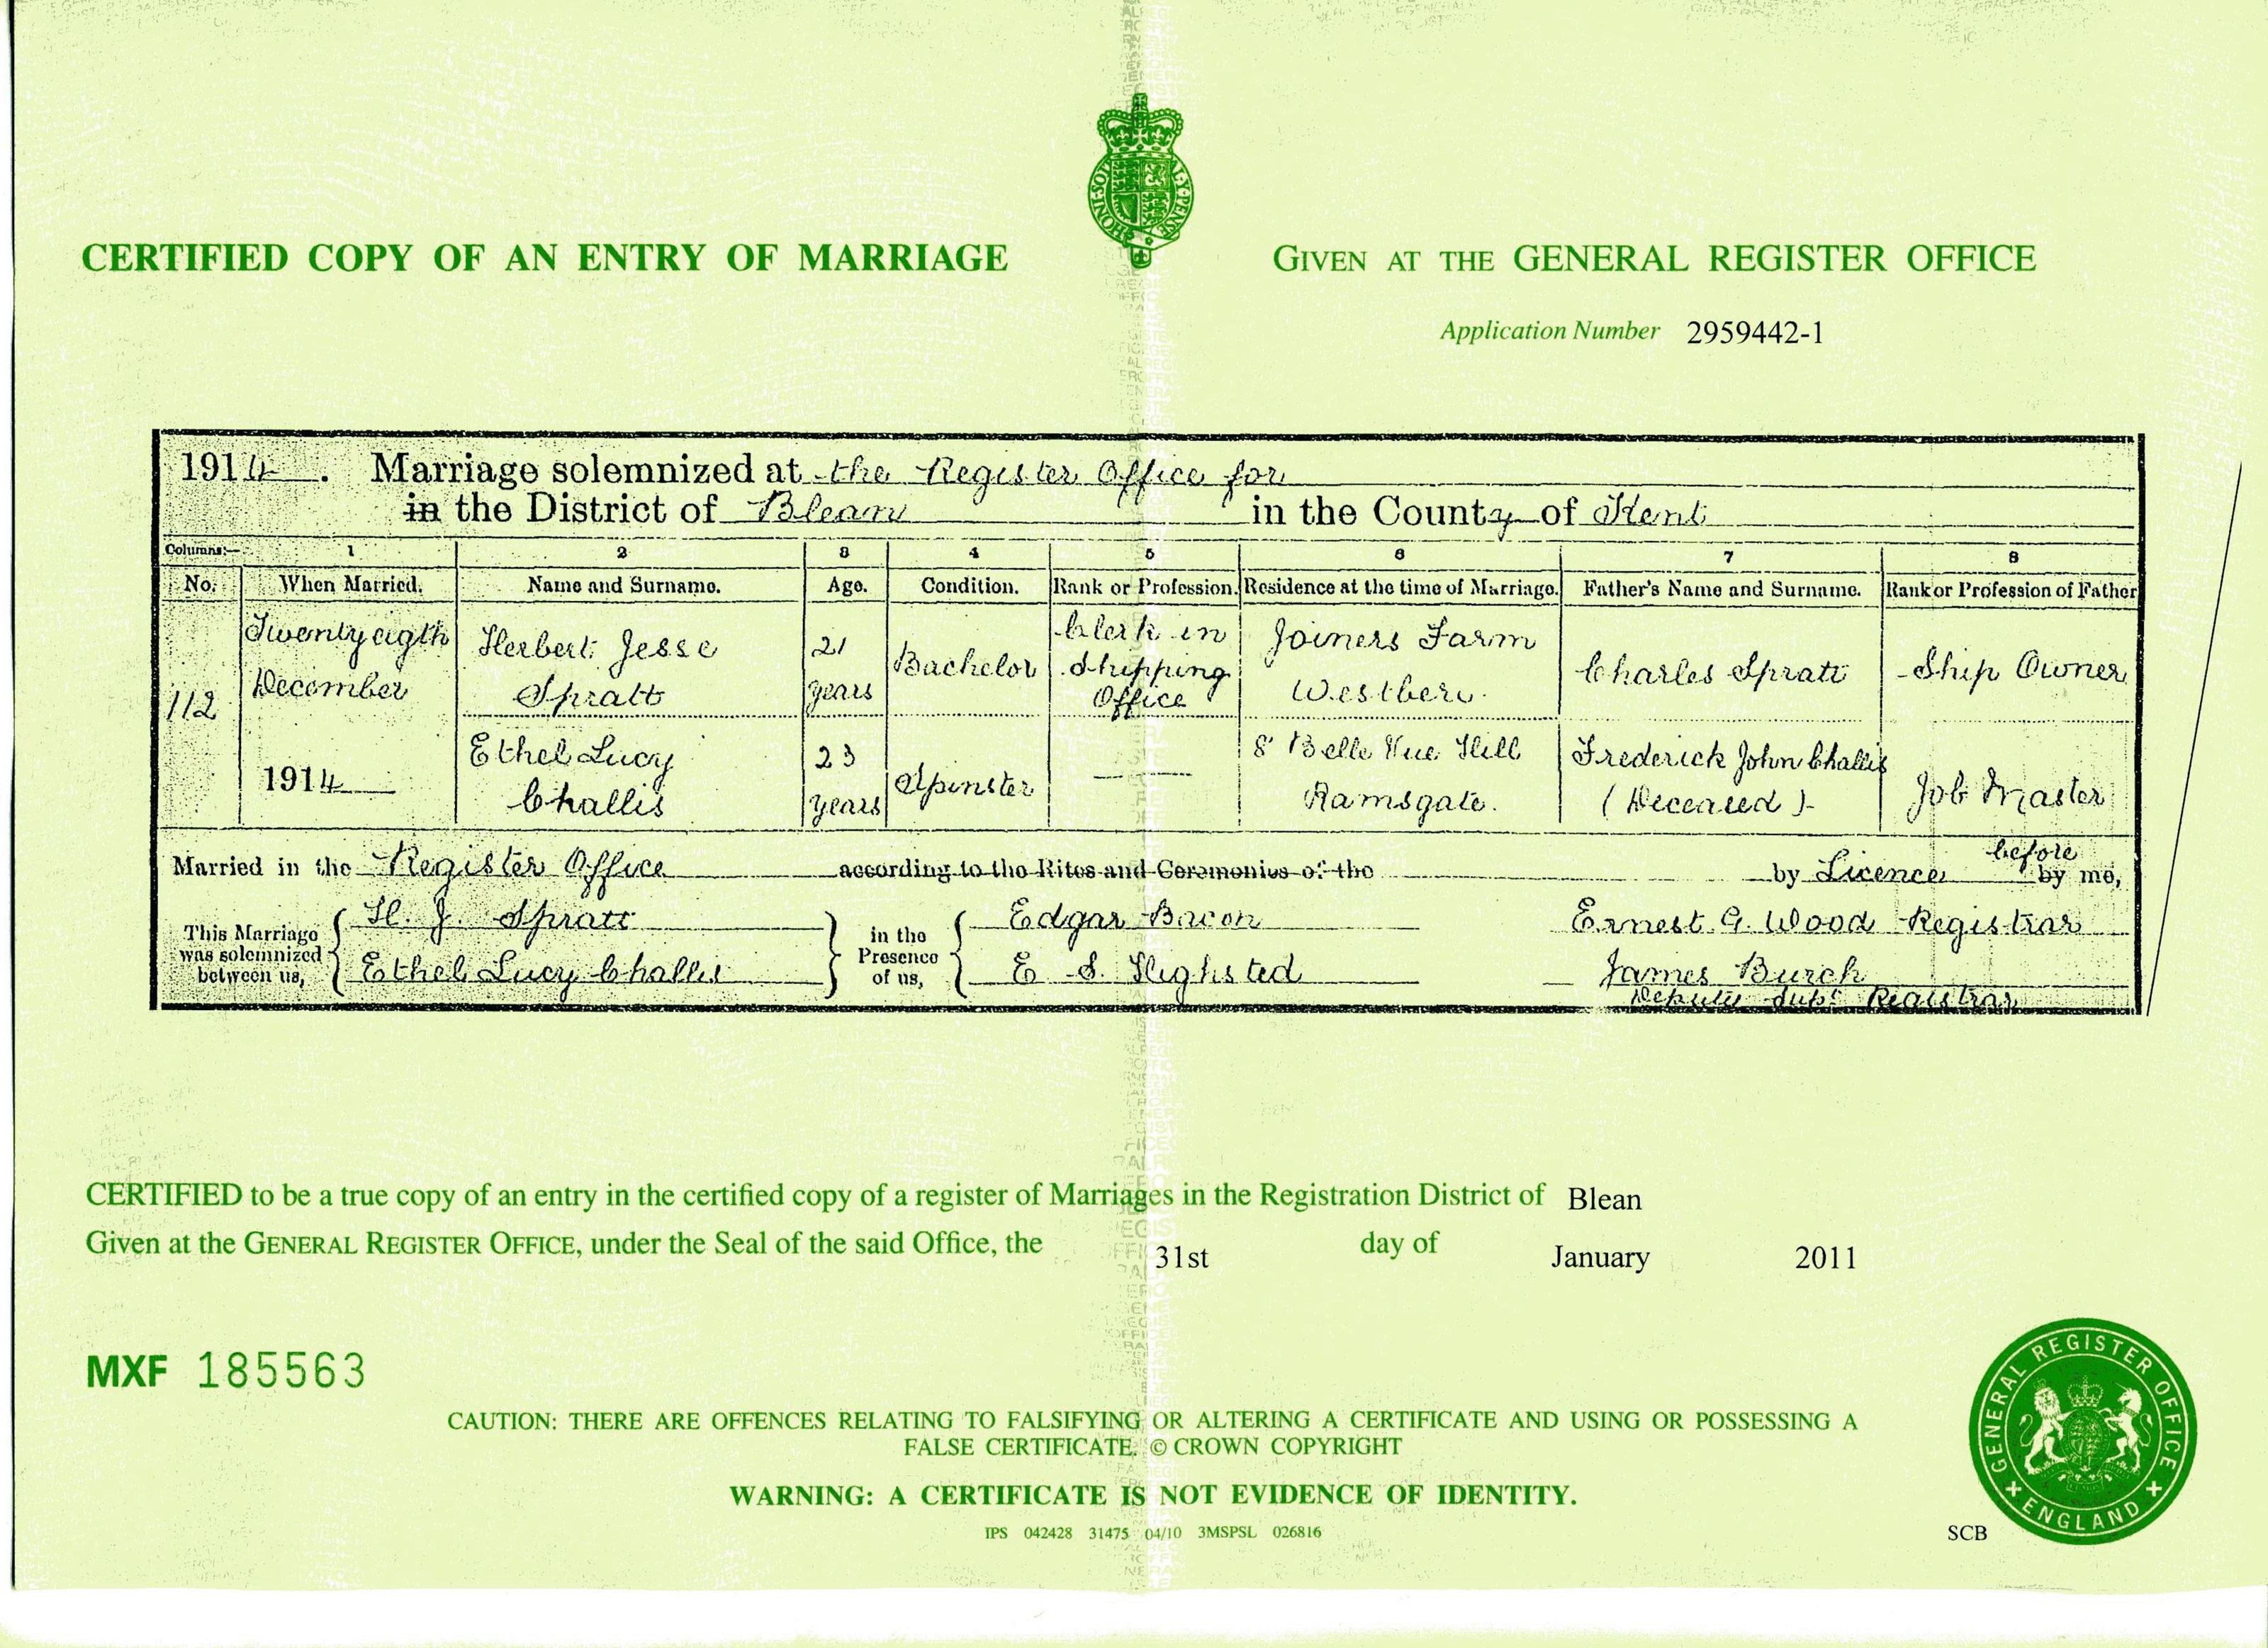 CERTIFIED COPY OF AN ENTRY OF MARRIAGE
GIVEN AT THE GENERAL REGISTER OFFICE
Application Number 2959442-1
1914. Marriage solemnized at the Register Office for
in the District of Blean in the County of Kent
Columns:— 1 2 3 4 5 6 7 8
No. When Married. Name and Surname. Age. Condition. Rank or Profession. Residence at the time of Marriage. Father's Name and Surname. Rank or Profession of Father
112
Twenty eigth
December
1914
Herbert Jesse
Spratt
21
years
Bachelor
Clerk in
Shipping
Office
Joiners Farm
Westbere
Charles Spratt
Ship Owner
Ethel Lucy
Challis
23
years
Spinster
8 Belle Vue Hill
Ramsgate.
Frederick John Challis
(Deceased)
Job Master
before
Married in the Register Office according to the Rites and Ceremonies of the by Licence by me,
This Marriage was solemnized between us,
H. J. Spratt
Ethel Lucy Challis
in the Presence of us,
Edgar Bacon
E S. Highsted
Ernest G. Wood Registrar
James Burch
Deputy Supt Registrar
CERTIFIED to be a true copy of an entry in the certified copy of a register of Marriages in the Registration District of Blean
Given at the GENERAL REGISTER OFFICE, under the Seal of the said Office, the 31st day of January 2011
MXF 185563
CAUTION: THERE ARE OFFENCES RELATING TO FALSIFYING OR ALTERING A CERTIFICATE AND USING OR POSSESSING A
FALSE CERTIFICATE. © CROWN COPYRIGHT
WARNING: A CERTIFICATE IS NOT EVIDENCE OF IDENTITY.
IPS 042428 31475 04/10 3MSPSL 026816
SCB
GENERAL REGISTER OFFICE
ENGLAND